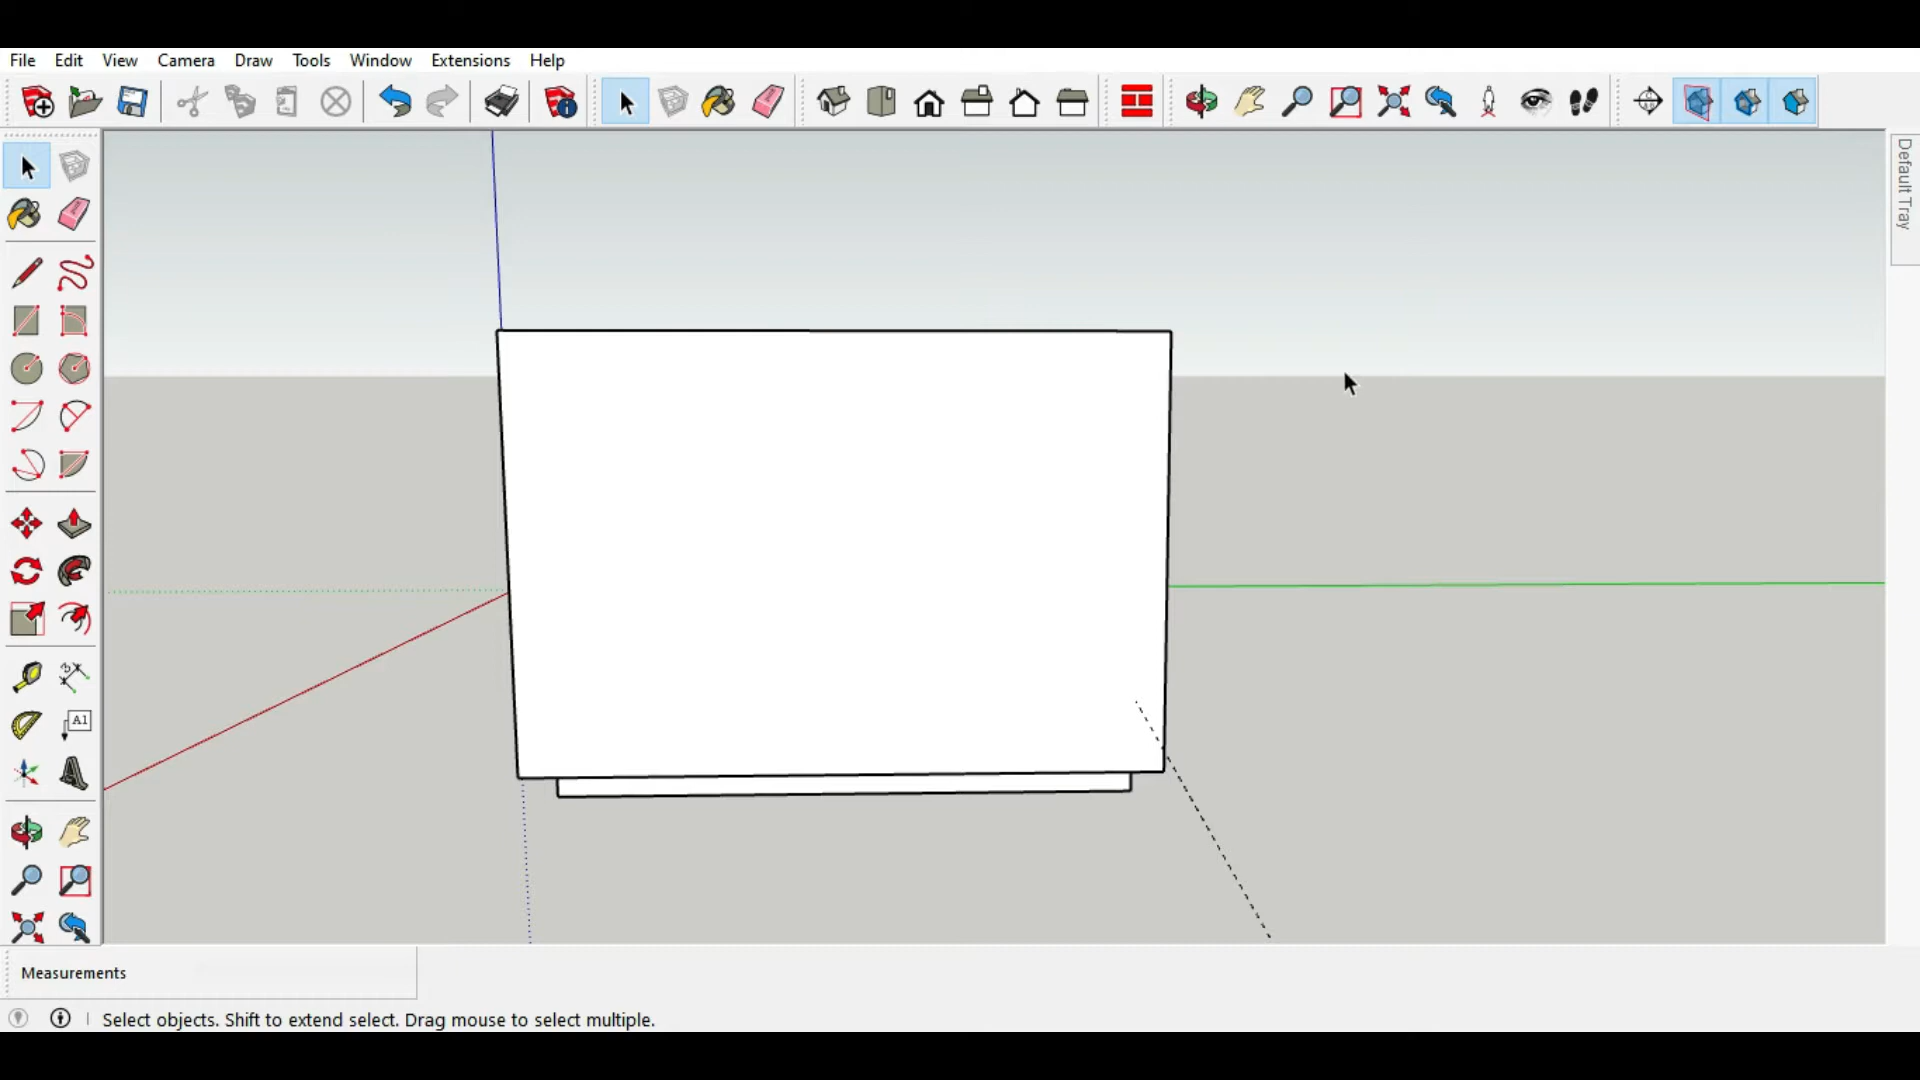 File Edit View Camera Draw Tools Window Extensions Help
Default Tray
A1
Measurements
Select objects. Shift to extend select. Drag mouse to select multiple.